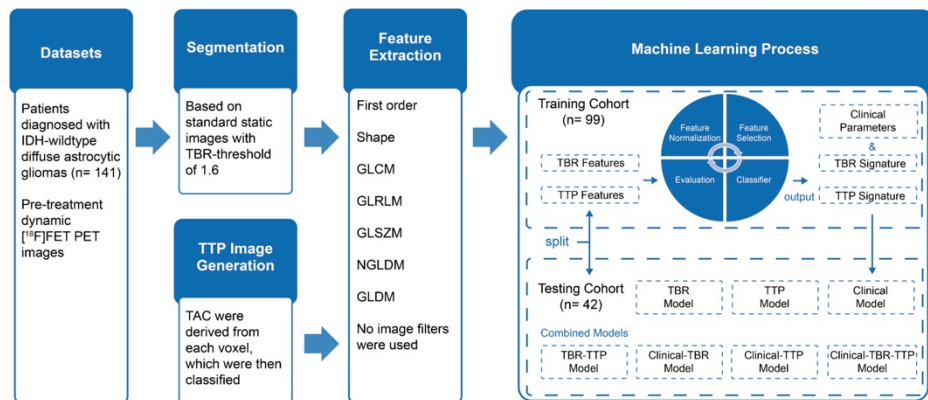 Datasets
Patients
diagnosed with
IDH-wildtype
diffuse astrocytic
gliomas (n= 141)
Pre-treatment
dynamic
[¹⁸F]FET PET
images
Segmentation
Based on
standard static
images with
TBR-threshold
of 1.6
TTP Image
Generation
TAC were
derived from
each voxel,
which were then
classified
Feature
Extraction
First order
Shape
GLCM
GLRLM
GLSZM
NGLDM
GLDM
No image filters
were used
Machine Learning Process
Training Cohort
(n= 99)
TBR Features
TTP Features
Feature
Normalization
Feature
Selection
Evaluation
Classifier
output
Clinical
Parameters
&
TBR Signature
TTP Signature
split
Testing Cohort
(n= 42)
TBR
Model
TTP
Model
Clinical
Model
Combined Models
TBR-TTP
Model
Clinical-TBR
Model
Clinical-TTP
Model
Clinical-TBR-TTP
Model